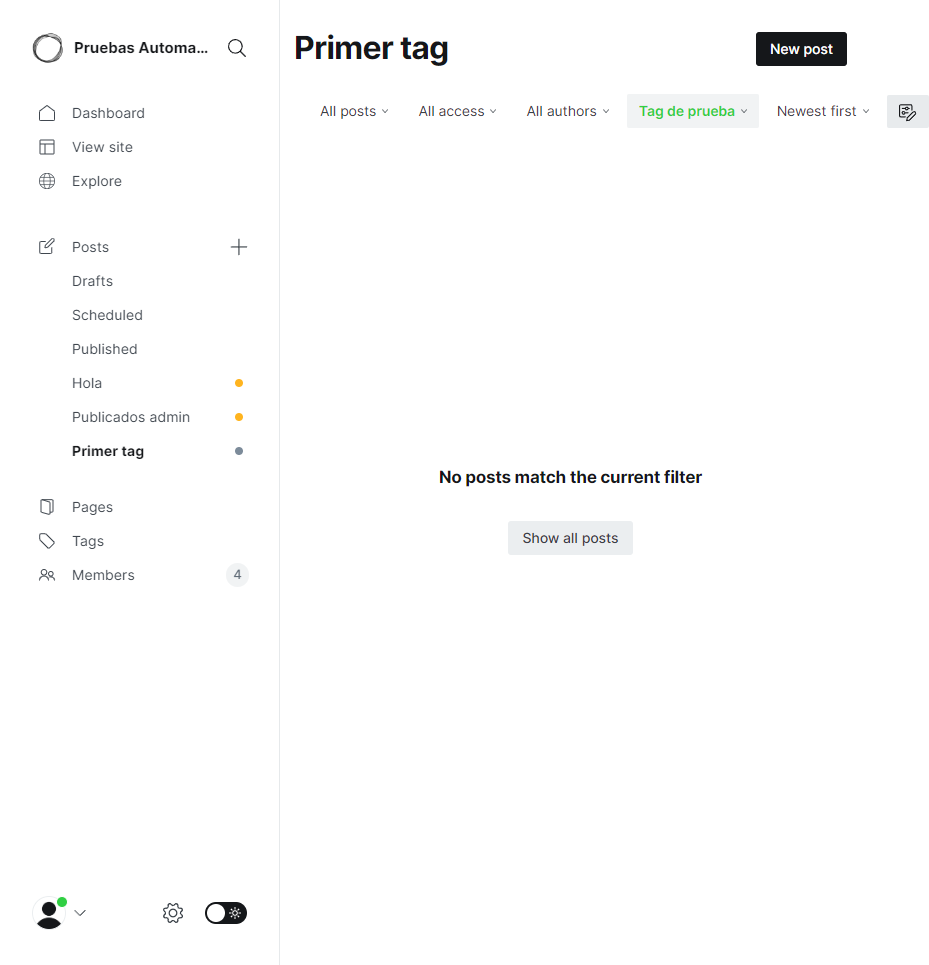 Pruebas Automa...
Dashboard
View site
Explore
Posts
Drafts
Scheduled
Published
Hola
Publicados admin
Primer tag
Pages
Tags
Members 4
Primer tag
New post
All posts All access All authors Tag de prueba Newest first
No posts match the current filter
Show all posts